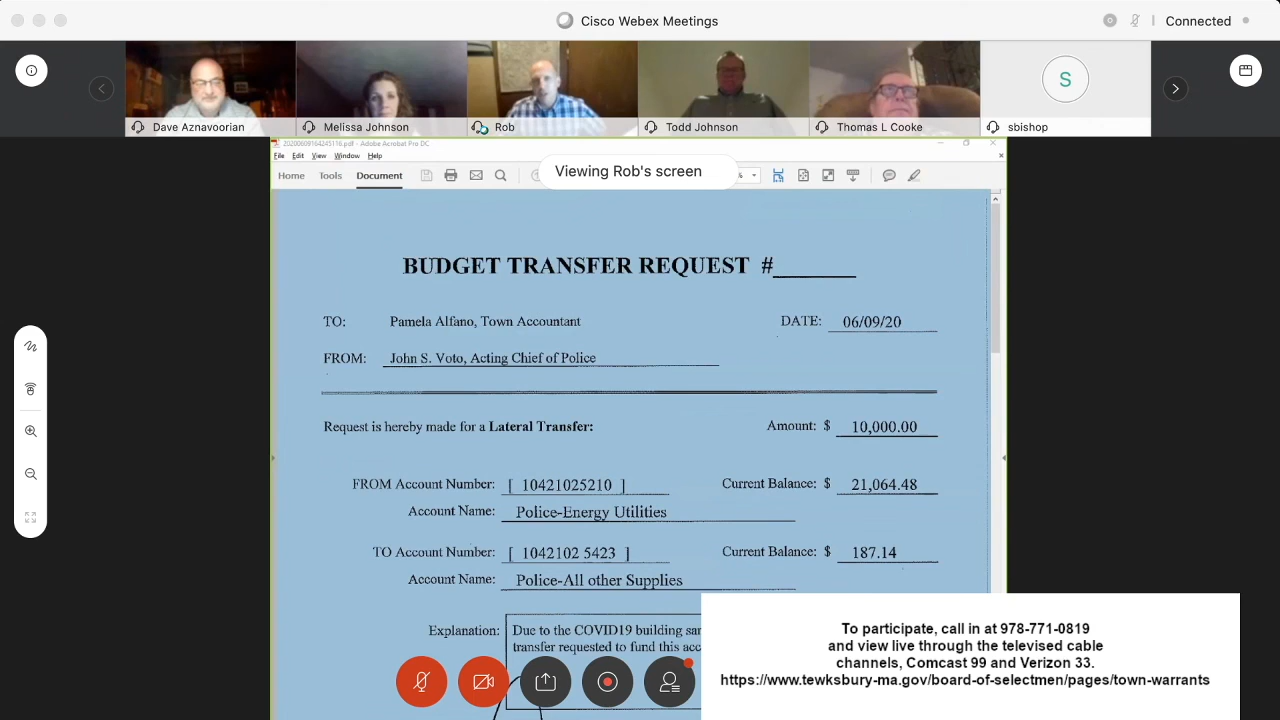 Cisco Webex Meetings
Connected
Dave Aznavoorian
Melissa Johnson
Rob
Todd Johnson
Thomas L Cooke
S
sbishop
20200609164245116.pdf - Adobe Acrobat Pro DC
File Edit View Window Help
Home Tools Document
Viewing Rob's screen
%
BUDGET TRANSFER REQUEST #
TO: Pamela Alfano, Town Accountant DATE: 06/09/20
FROM: John S. Voto, Acting Chief of Police
Request is hereby made for a Lateral Transfer: Amount: $ 10,000.00
FROM Account Number: [ 10421025210 ] Current Balance: $ 21,064.48
Account Name: Police-Energy Utilities
TO Account Number: [ 1042102 5423 ] Current Balance: $ 187.14
Account Name: Police-All other Supplies
Explanation: Due to the COVID19 building
transfer requested to fund this
To participate, call in at 978-771-0819
and view live through the televised cable
channels, Comcast 99 and Verizon 33.
https://www.tewksbury-ma.gov/board-of-selectmen/pages/town-warrants